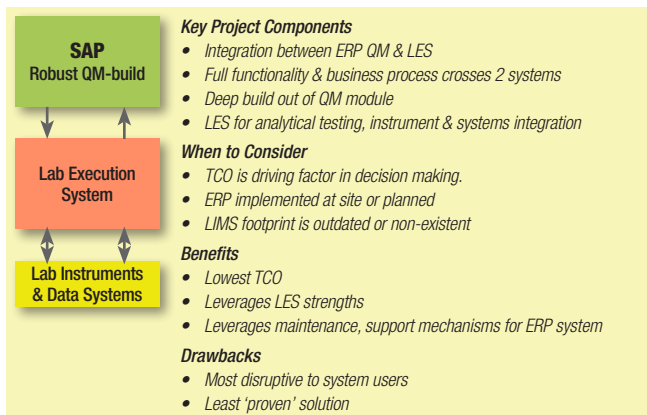 SAP
Robust QM-build
Lab Execution
System
Lab Instruments
& Data Systems
Key Project Components
• Integration between ERP QM & LES
• Full functionality & business process crosses 2 systems
• Deep build out of QM module
• LES for analytical testing, instrument & systems integration
When to Consider
• TCO is driving factor in decision making.
• ERP implemented at site or planned
• LIMS footprint is outdated or non-existent
Benefits
• Lowest TCO
• Leverages LES strengths
• Leverages maintenance, support mechanisms for ERP system
Drawbacks
• Most disruptive to system users
• Least ‘proven’ solution